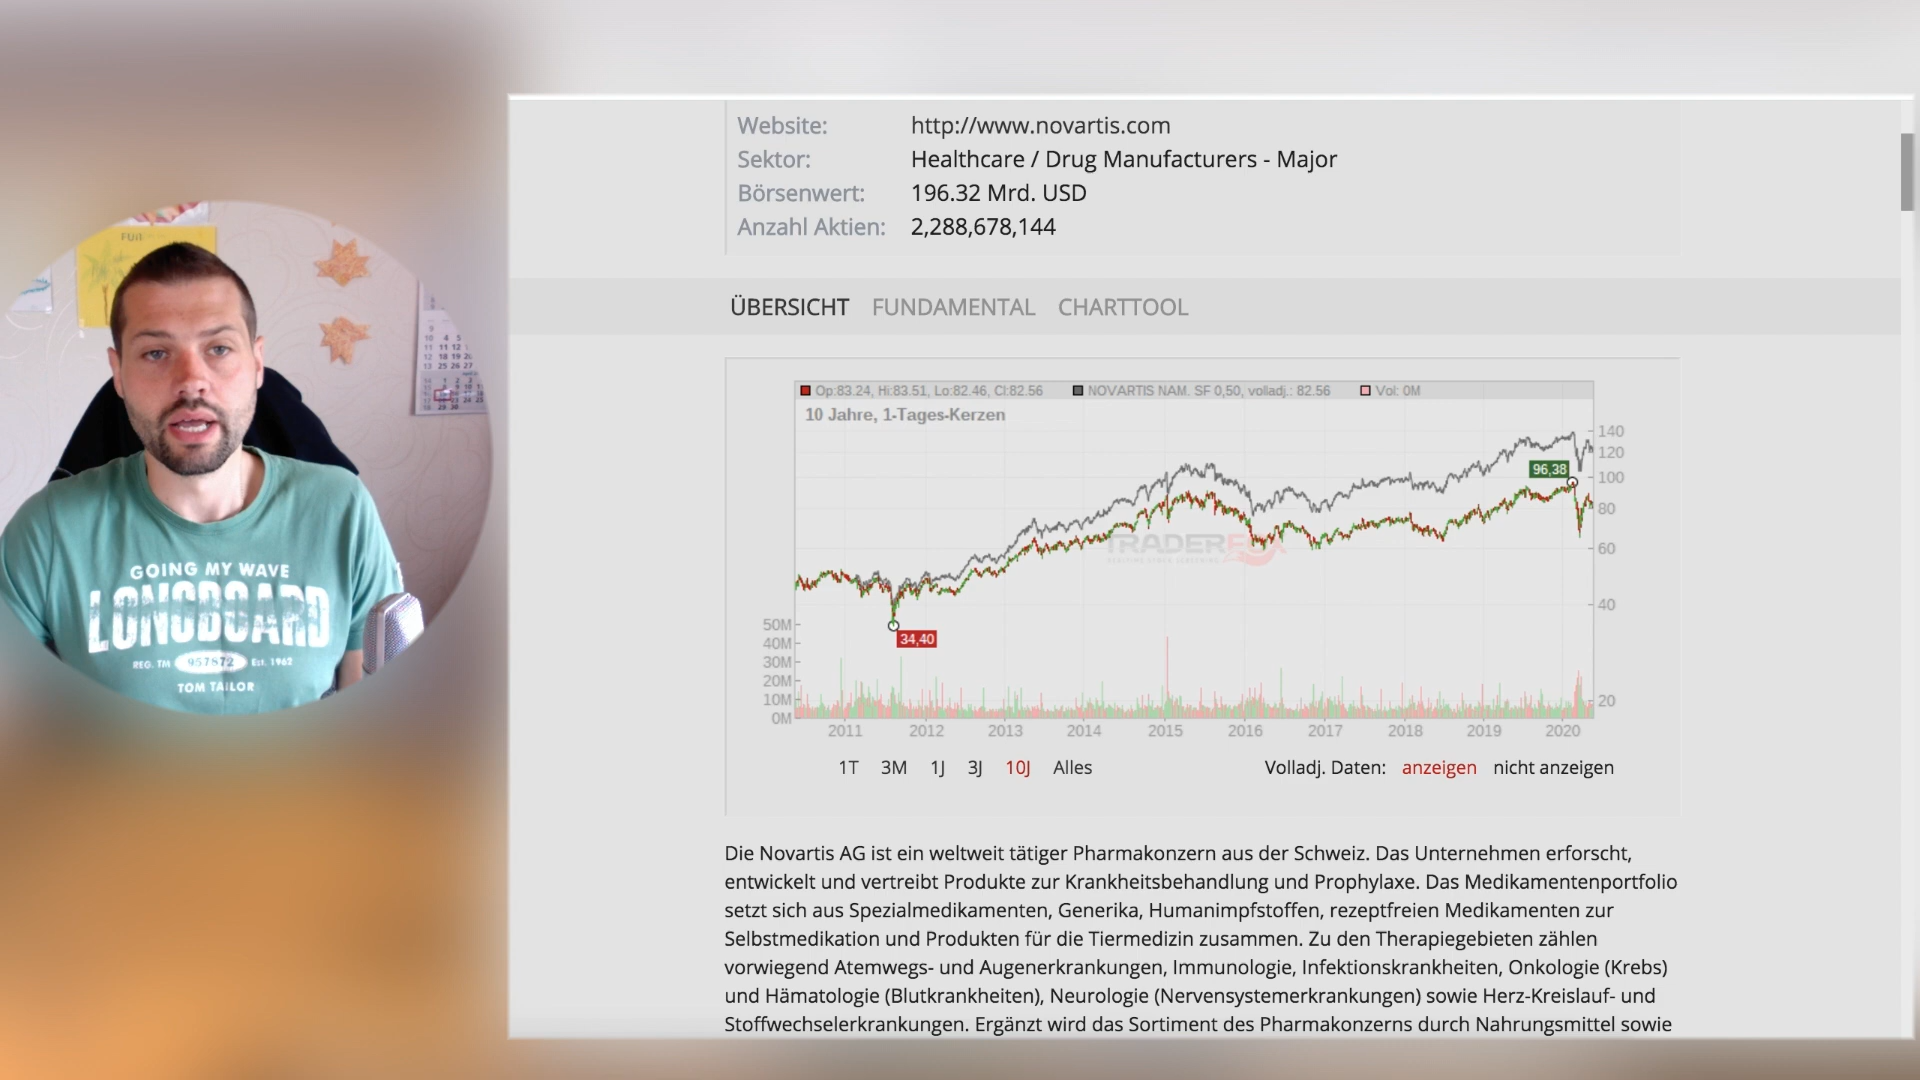 Website: http://www.novartis.com
Sektor: Healthcare / Drug Manufacturers - Major
Börsenwert: 196.32 Mrd. USD
Anzahl Aktien: 2,288,678,144
ÜBERSICHT FUNDAMENTAL CHARTTOOL
Op:83.24, Hi:83.51, Lo:82.46, Cl:82.56 NOVARTIS NAM. SF 0,50, volladj.: 82.56 Vol: 0M
10 Jahre, 1-Tages-Kerzen
140
120
96,38
100
80
TRADERFOX
60
40
34,40
50M
40M
30M
20M
10M
0M
20
2011 2012 2013 2014 2015 2016 2017 2018 2019 2020
1T 3M 1J 3J 10J Alles Volladj. Daten: anzeigen nicht anzeigen
Die Novartis AG ist ein weltweit tätiger Pharmakonzern aus der Schweiz. Das Unternehmen erforscht,
entwickelt und vertreibt Produkte zur Krankheitsbehandlung und Prophylaxe. Das Medikamentenportfolio
setzt sich aus Spezialmedikamenten, Generika, Humanimpfstoffen, rezeptfreien Medikamenten zur
Selbstmedikation und Produkten für die Tiermedizin zusammen. Zu den Therapiegebieten zählen
vorwiegend Atemwegs- und Augenerkrankungen, Immunologie, Infektionskrankheiten, Onkologie (Krebs)
und Hämatologie (Blutkrankheiten), Neurologie (Nervensystemerkrankungen) sowie Herz-Kreislauf- und
Stoffwechselerkrankungen. Ergänzt wird das Sortiment des Pharmakonzerns durch Nahrungsmittel sowie
GOING MY WAVE
LONGBOARD
REG. TM 957872 Est. 1962
TOM TAILOR